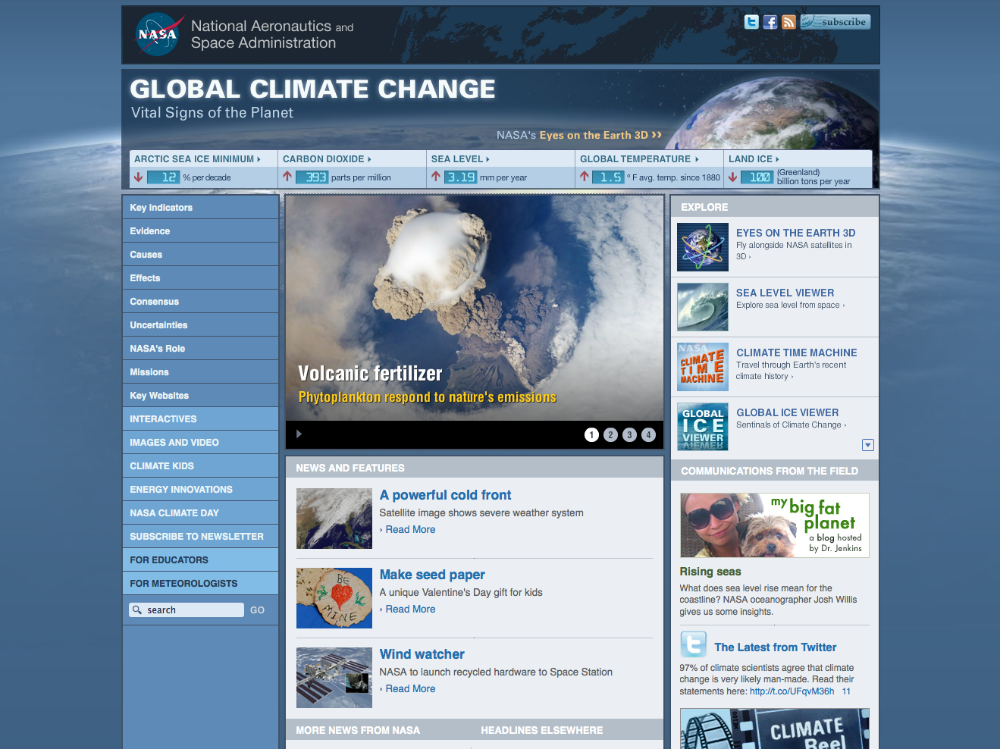 NASA
National Aeronautics and
Space Administration
subscribe
GLOBAL CLIMATE CHANGE
Vital Signs of the Planet
NASA's Eyes on the Earth 3D ››
ARCTIC SEA ICE MINIMUM
12 % per decade
CARBON DIOXIDE
393 parts per million
SEA LEVEL
3.19 mm per year
GLOBAL TEMPERATURE
1.5 ° F avg. temp. since 1880
LAND ICE
100 (Greenland)
billion tons per year
Key Indicators
Evidence
Causes
Effects
Consensus
Uncertainties
NASA's Role
Missions
Key Websites
INTERACTIVES
IMAGES AND VIDEO
CLIMATE KIDS
ENERGY INNOVATIONS
NASA CLIMATE DAY
SUBSCRIBE TO NEWSLETTER
FOR EDUCATORS
FOR METEOROLOGISTS
search GO
Volcanic fertilizer
Phytoplankton respond to nature's emissions
1 2 3 4
NEWS AND FEATURES
A powerful cold front
Satellite image shows severe weather system
› Read More
BE
MINE
Make seed paper
A unique Valentine's Day gift for kids
› Read More
Wind watcher
NASA to launch recycled hardware to Space Station
› Read More
MORE NEWS FROM NASA
HEADLINES ELSEWHERE
EXPLORE
EYES ON THE EARTH 3D
Fly alongside NASA satellites in
3D ›
SEA LEVEL VIEWER
Explore sea level from space ›
NASA
CLIMATE
TIME
MACHINE
CLIMATE TIME MACHINE
Travel through Earth's recent
climate history ›
GLOBAL
ICE
VIEWER
GLOBAL ICE VIEWER
Sentinals of Climate Change ›
COMMUNICATIONS FROM THE FIELD
my big fat
planet
a blog hosted
by Dr. Jenkins
Rising seas
What does sea level rise mean for the
coastline? NASA oceanographer Josh Willis
gives us some insights.
The Latest from Twitter
97% of climate scientists agree that climate
change is very likely man-made. Read their
statements here: http://t.co/UFqvM36h 11
CLIMATE
Reel